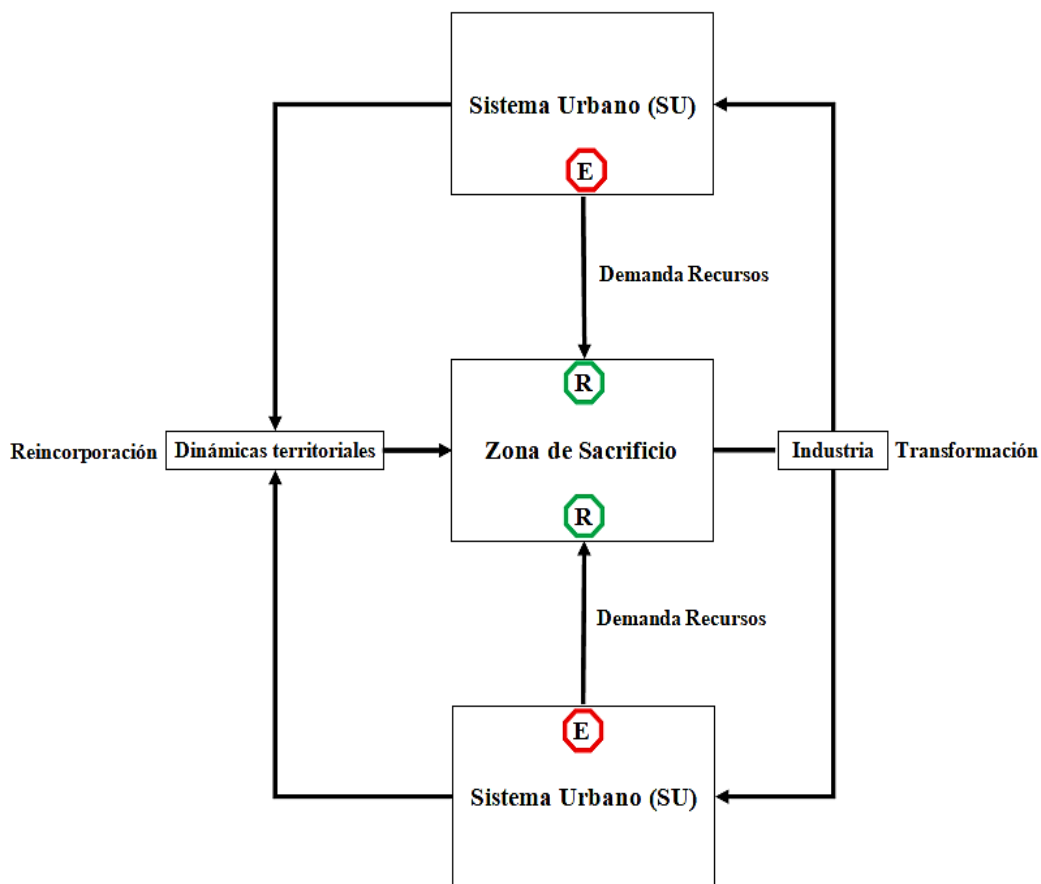 Sistema Urbano (SU)
E
Demanda Recursos
R
Reincorporación
Dinámicas territoriales
Zona de Sacrificio
Industria
Transformación
R
Demanda Recursos
E
Sistema Urbano (SU)